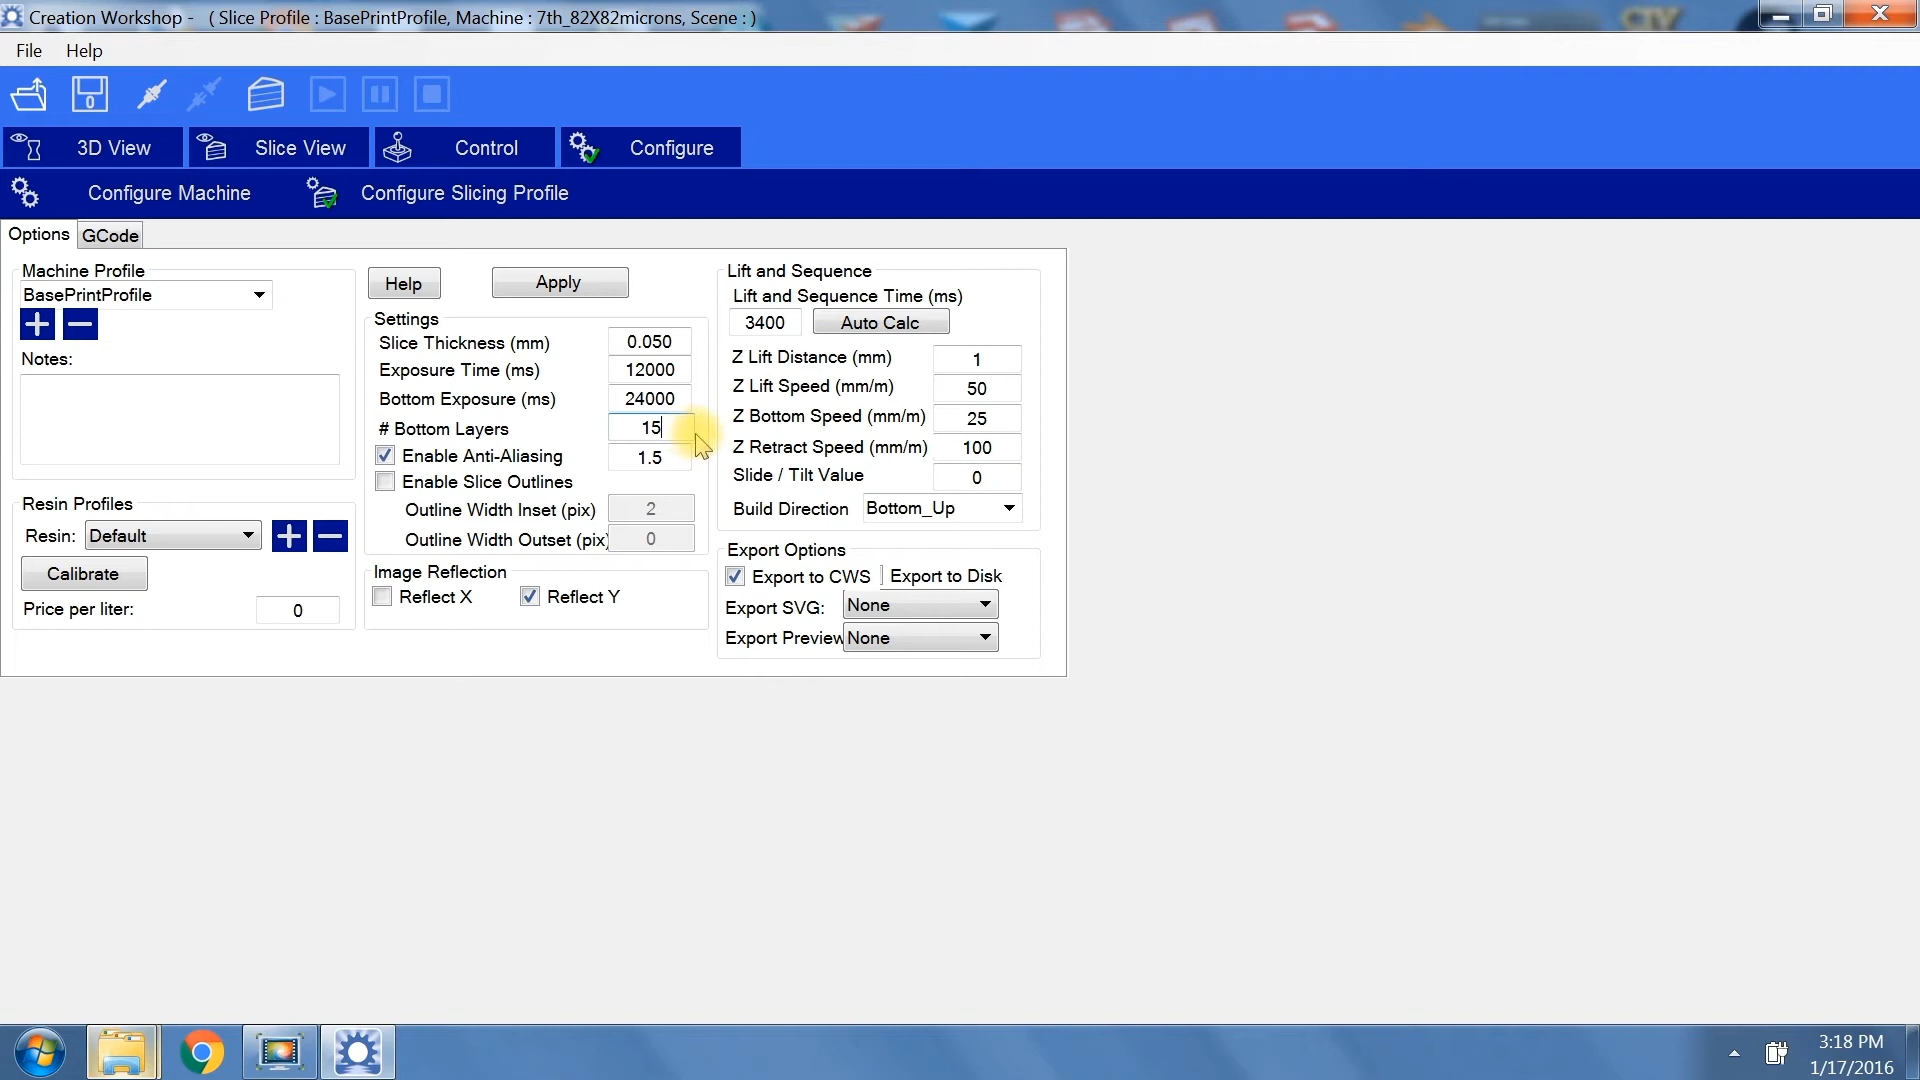 Creation Workshop - ( Slice Profile : BasePrintProfile, Machine : 7th_82X82microns, Scene : )
File Help
3D View Slice View Control Configure
Configure Machine Configure Slicing Profile
Options GCode
Machine Profile
BasePrintProfile
Notes:
Resin Profiles
Resin: Default
Calibrate
Price per liter: 0
Help Apply
Settings
Slice Thickness (mm) 0.050
Exposure Time (ms) 12000
Bottom Exposure (ms) 24000
# Bottom Layers 15
Enable Anti-Aliasing 1.5
Enable Slice Outlines
Outline Width Inset (pix) 2
Outline Width Outset (pix) 0
Image Reflection
Reflect X Reflect Y
Lift and Sequence
Lift and Sequence Time (ms)
3400 Auto Calc
Z Lift Distance (mm) 1
Z Lift Speed (mm/m) 50
Z Bottom Speed (mm/m) 25
Z Retract Speed (mm/m) 100
Slide / Tilt Value 0
Build Direction Bottom_Up
Export Options
Export to CWS Export to Disk
Export SVG: None
Export Preview None
3:18 PM
1/17/2016